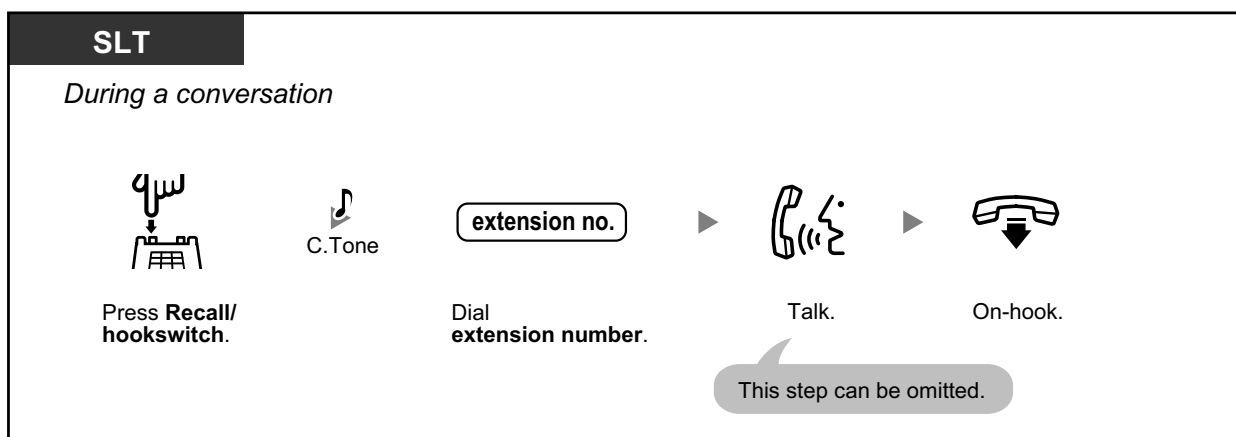 SLT
During a conversation
C.Tone
extension no.
Press Recall/
hookswitch.
Dial
extension number.
Talk.
On-hook.
This step can be omitted.